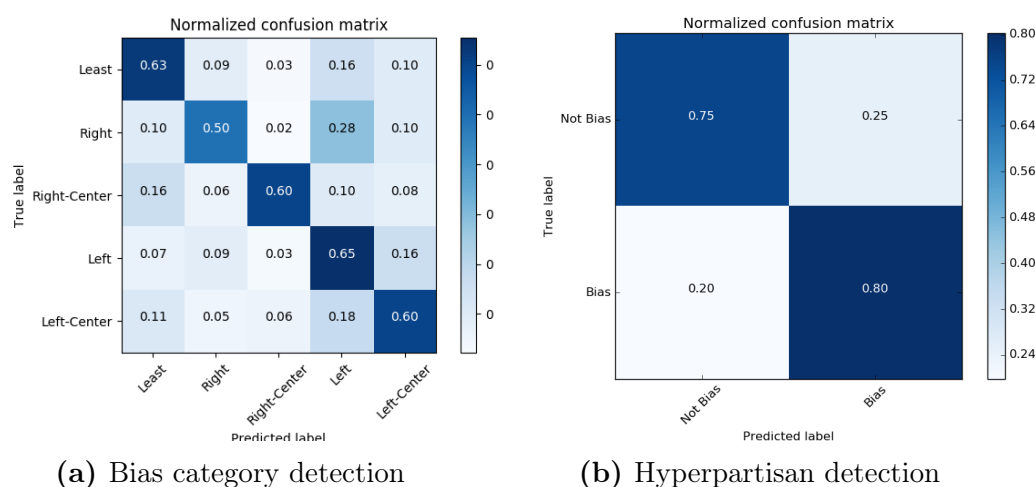 Normalized confusion matrix
Least 0.63 0.09 0.03 0.16 0.10
Right 0.10 0.50 0.02 0.28 0.10
Right-Center 0.16 0.06 0.60 0.10 0.08
Left 0.07 0.09 0.03 0.65 0.16
Left-Center 0.11 0.05 0.06 0.18 0.60
True label
Least Right Right-Center Left Left-Center
Predicted label
0
0
0
0
0
0
(a) Bias category detection
Normalized confusion matrix
Not Bias 0.75 0.25
Bias 0.20 0.80
True label
Not Bias Bias
Predicted label
0.80
0.72
0.64
0.56
0.48
0.40
0.32
0.24
(b) Hyperpartisan detection